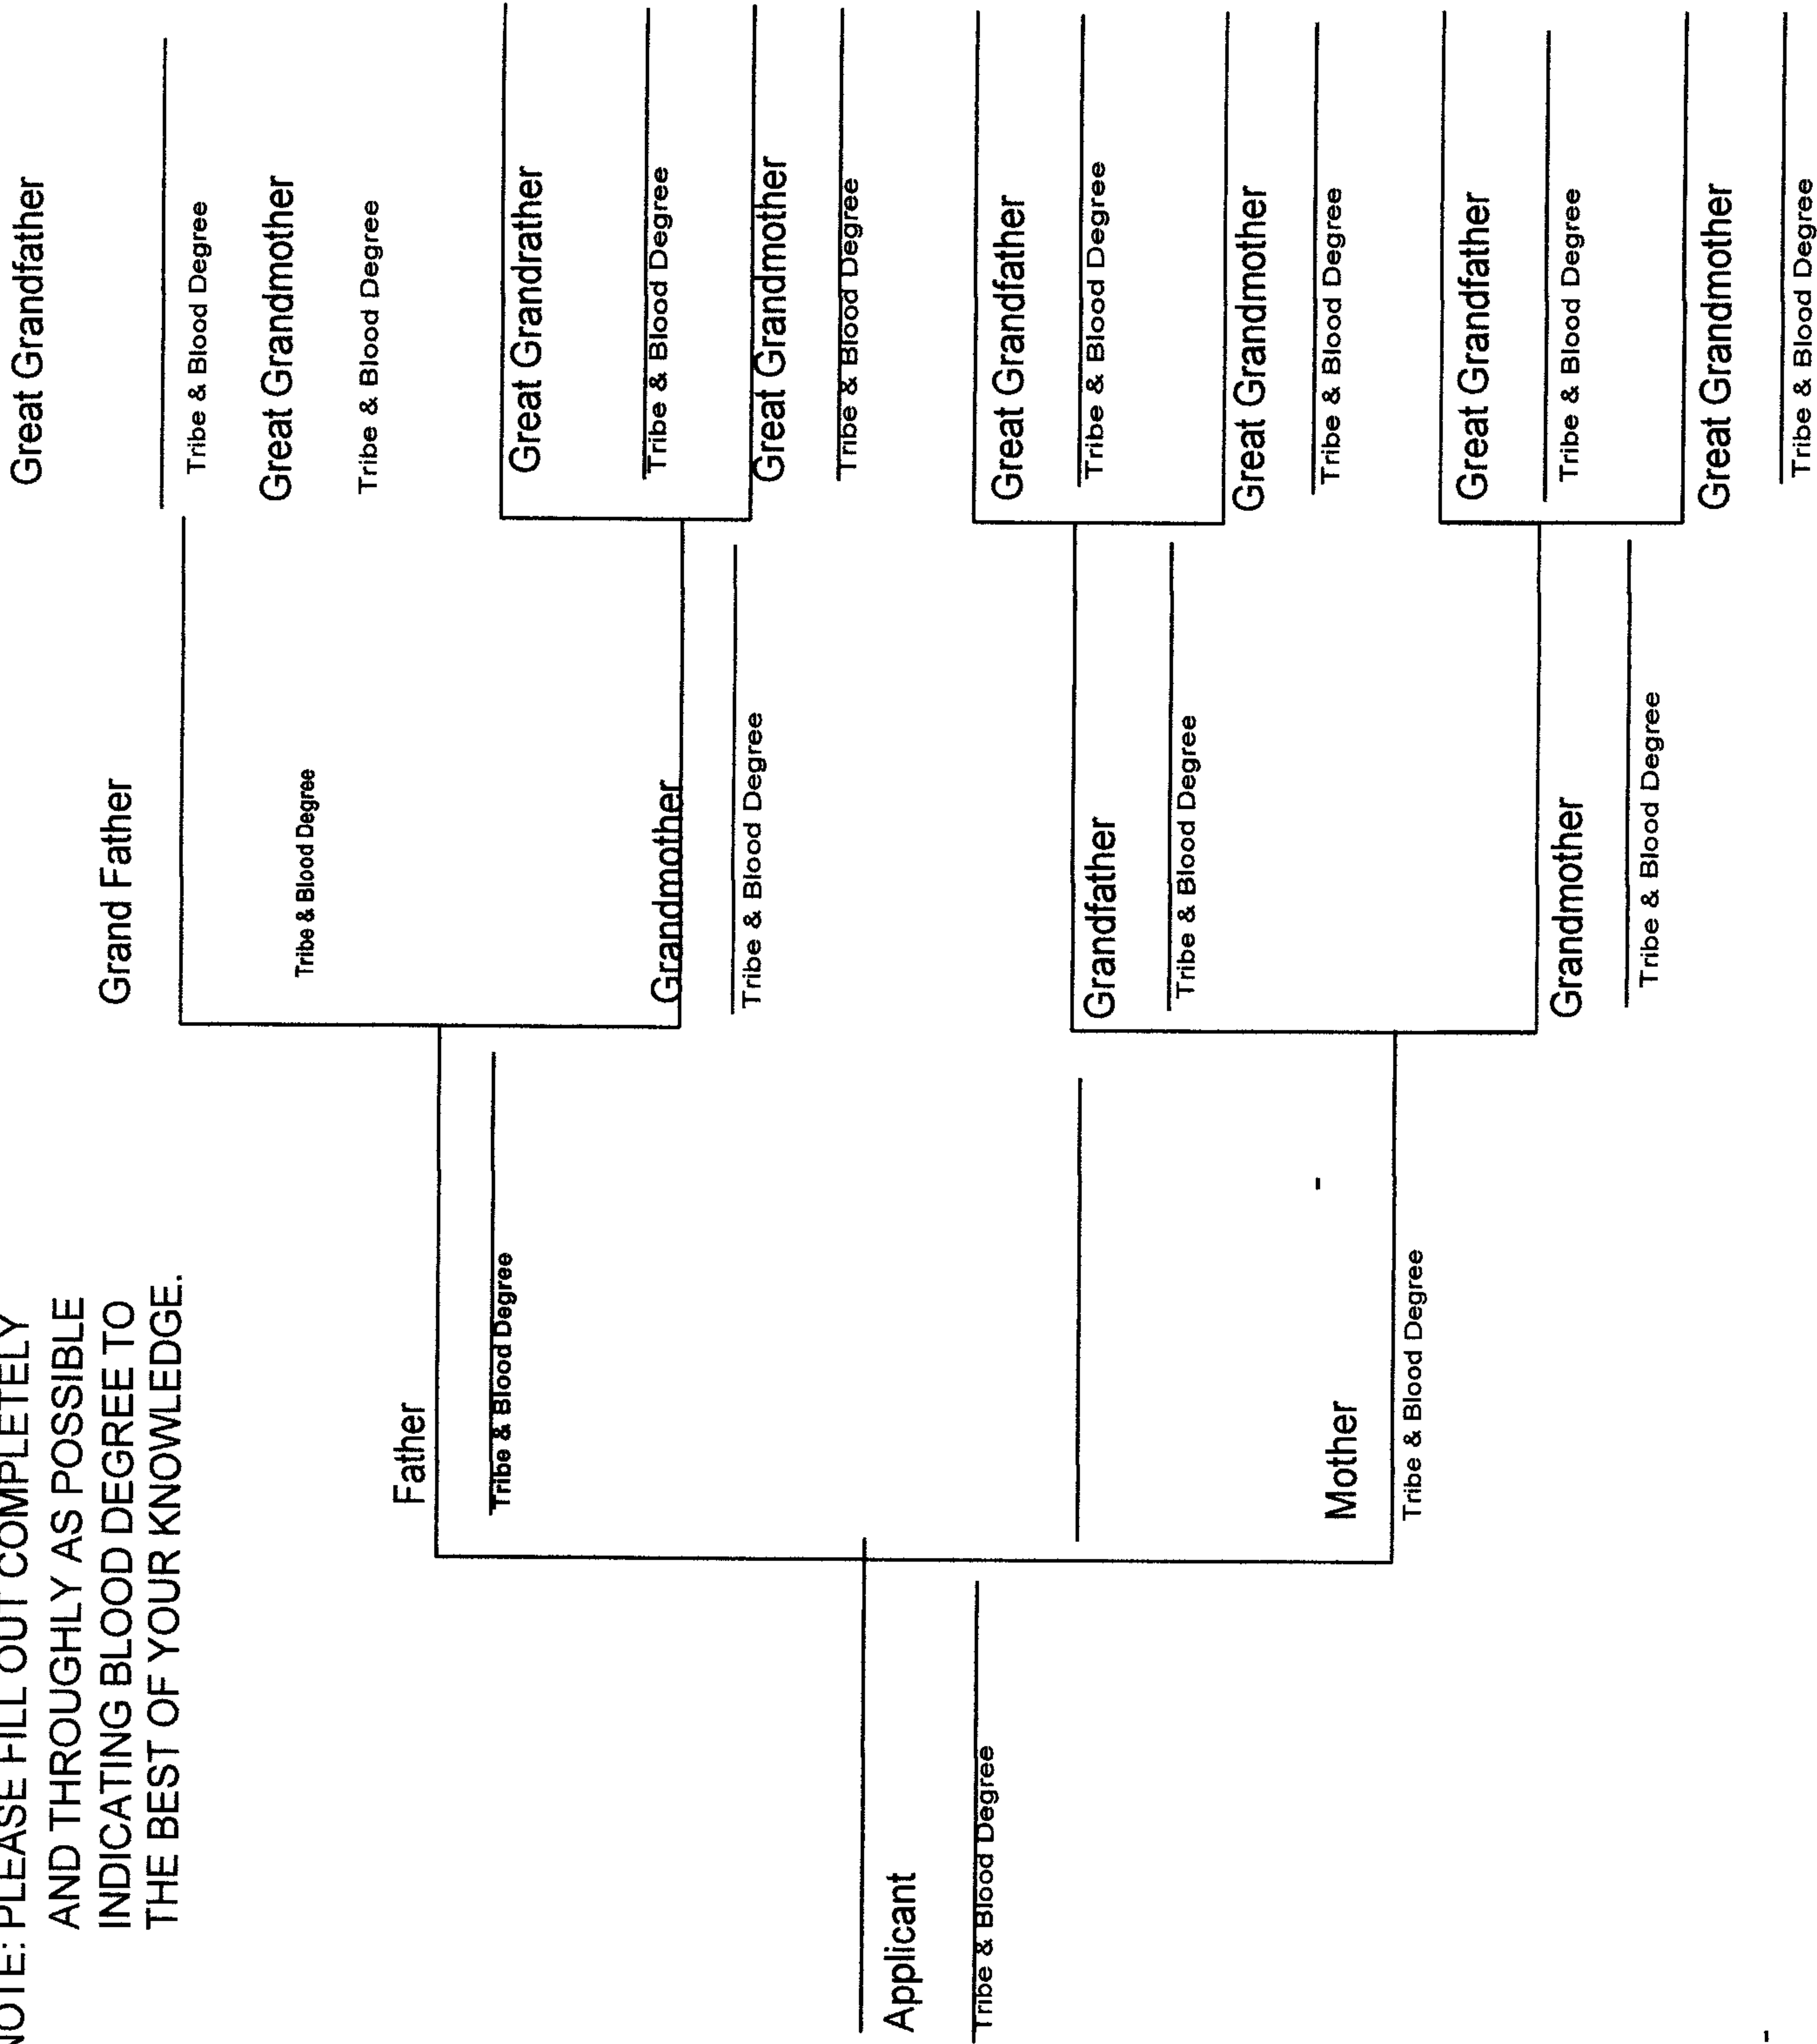 NOTE: PLEASE FILL OUT COMPLETELY
AND THROUGHLY AS POSSIBLE
INDICATING BLOOD DEGREE TO
THE BEST OF YOUR KNOWLEDGE.
Applicant
Tribe & Blood Degree
Father
Tribe & Blood Degree
Mother
Tribe & Blood Degree
Grand Father
Tribe & Blood Degree
Grandmother
Tribe & Blood Degree
Grandfather
Tribe & Blood Degree
Grandmother
Tribe & Blood Degree
Great Grandfather
Tribe & Blood Degree
Great Grandmother
Tribe & Blood Degree
Great Grandrather
Tribe & Blood Degree
Great Grandmother
Tribe & Blood Degree
Great Grandfather
Tribe & Blood Degree
Great Grandmother
Tribe & Blood Degree
Great Grandfather
Tribe & Blood Degree
Great Grandmother
Tribe & Blood Degree